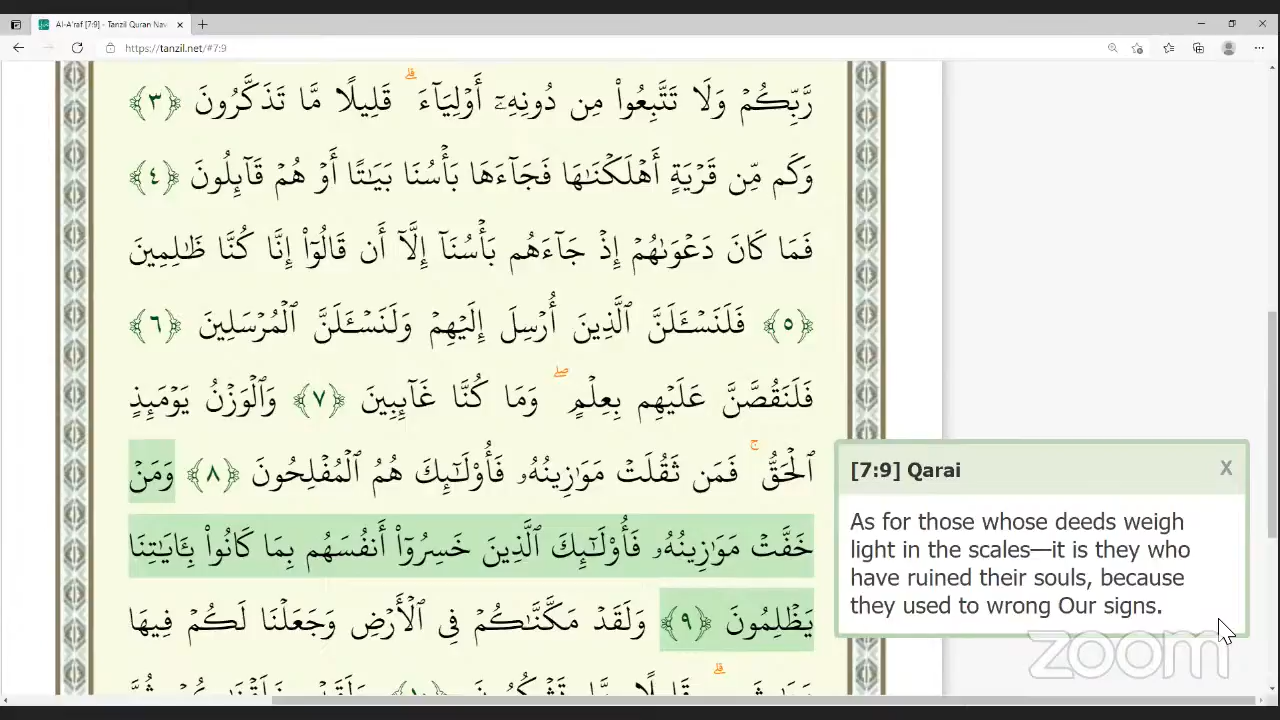 Al-A'raf [7:9] - Tanzil Quran Nav
https://tanzil.net/#7:9
رَّبِّكُمْ وَلَا تَتَّبِعُوا۟ مِن دُونِهِۦٓ أَوْلِيَآءَ ۗ قَلِيلًا مَّا تَذَكَّرُونَ ﴿٣﴾
وَكَم مِّن قَرْيَةٍ أَهْلَكْنَـٰهَا فَجَآءَهَا بَأْسُنَا بَيَـٰتًا أَوْ هُمْ قَآئِلُونَ ﴿٤﴾
فَمَا كَانَ دَعْوَىٰهُمْ إِذْ جَآءَهُم بَأْسُنَآ إِلَّآ أَن قَالُوٓا۟ إِنَّا كُنَّا ظَـٰلِمِينَ
﴿٥﴾ فَلَنَسْـَٔلَنَّ ٱلَّذِينَ أُرْسِلَ إِلَيْهِمْ وَلَنَسْـَٔلَنَّ ٱلْمُرْسَلِينَ ﴿٦﴾
فَلَنَقُصَّنَّ عَلَيْهِم بِعِلْمٍ ۖ وَمَا كُنَّا غَآئِبِينَ ﴿٧﴾ وَٱلْوَزْنُ يَوْمَئِذٍ
ٱلْحَقُّ ۚ فَمَن ثَقُلَتْ مَوَٰزِينُهُۥ فَأُو۟لَـٰٓئِكَ هُمُ ٱلْمُفْلِحُونَ ﴿٨﴾ وَمَنْ
خَفَّتْ مَوَٰزِينُهُۥ فَأُو۟لَـٰٓئِكَ ٱلَّذِينَ خَسِرُوٓا۟ أَنفُسَهُم بِمَا كَانُوا۟ بِـَٔايَـٰتِنَا
يَظْلِمُونَ ﴿٩﴾ وَلَقَدْ مَكَّنَّـٰكُمْ فِى ٱلْأَرْضِ وَجَعَلْنَا لَكُمْ فِيهَا
[7:9] Qarai
X
As for those whose deeds weigh
light in the scales—it is they who
have ruined their souls, because
they used to wrong Our signs.
zoom